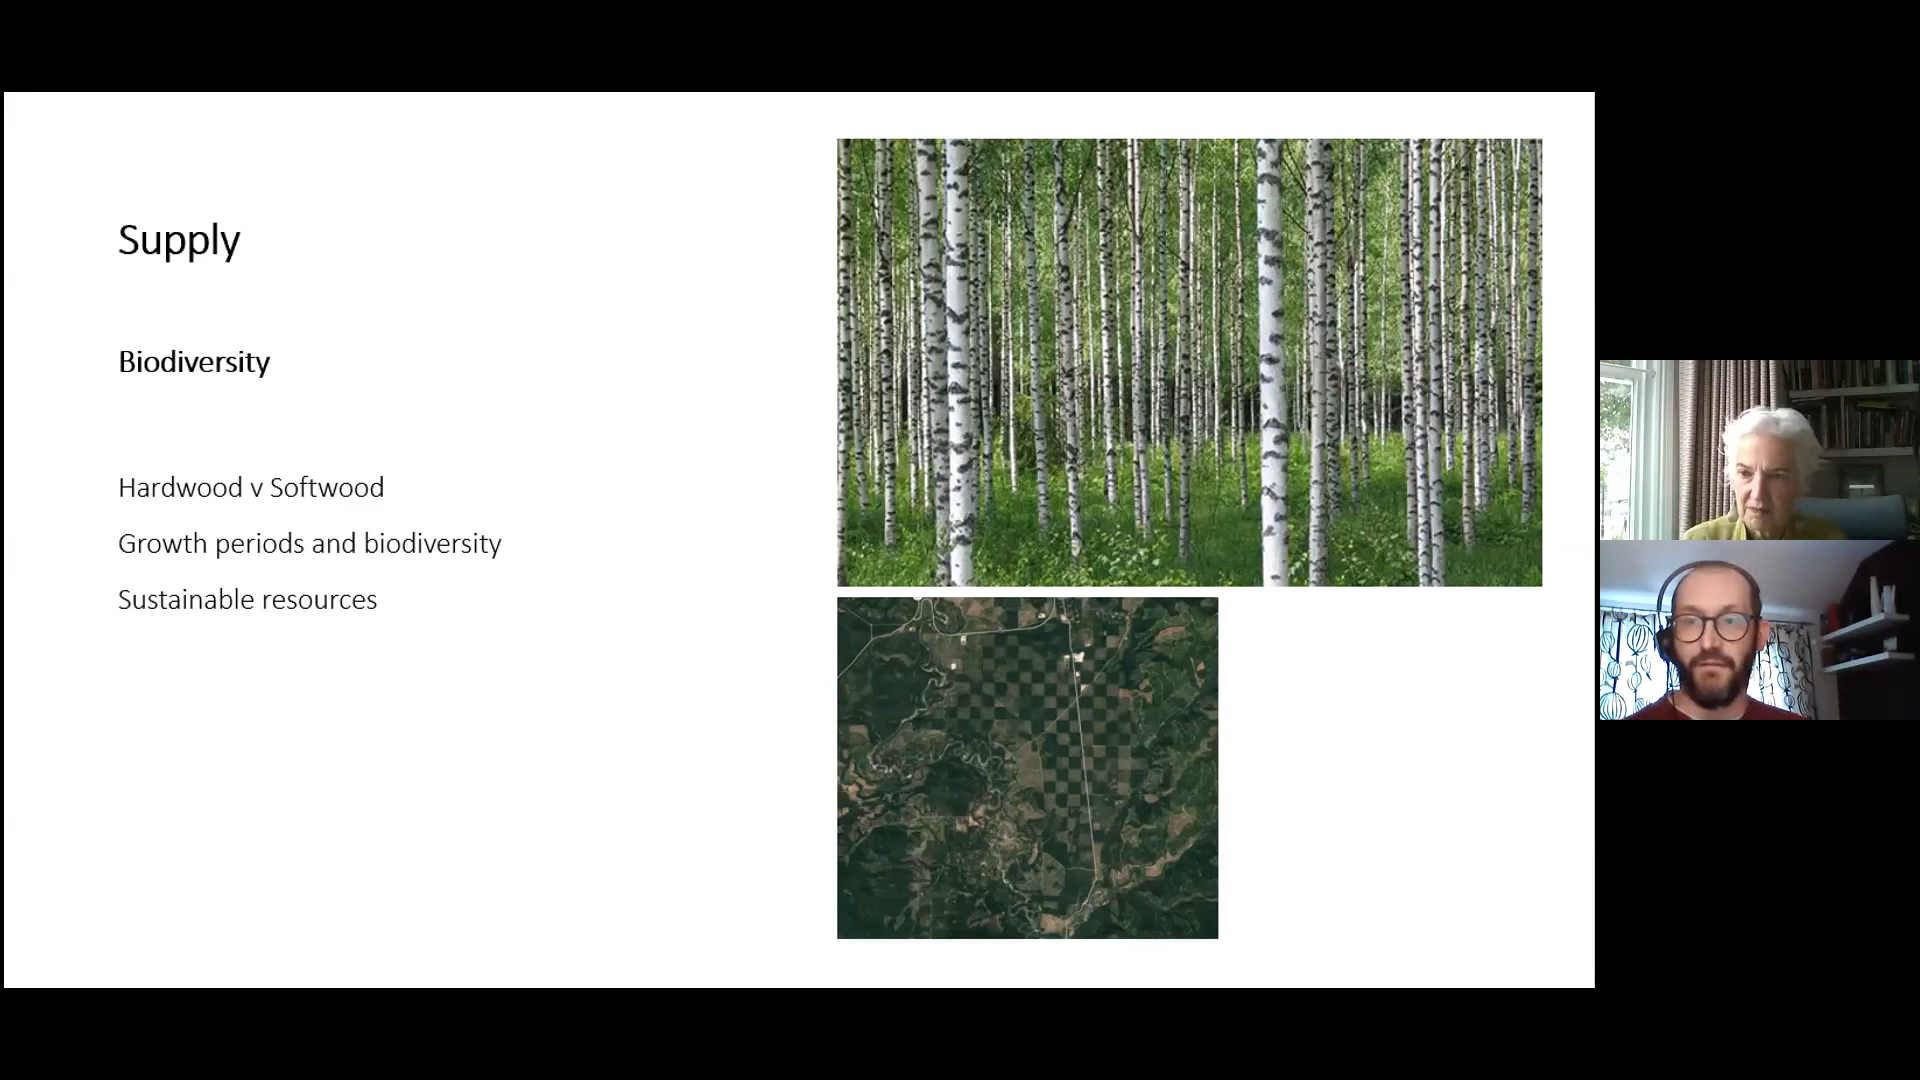 Supply
Biodiversity
Hardwood v Softwood
Growth periods and biodiversity
Sustainable resources